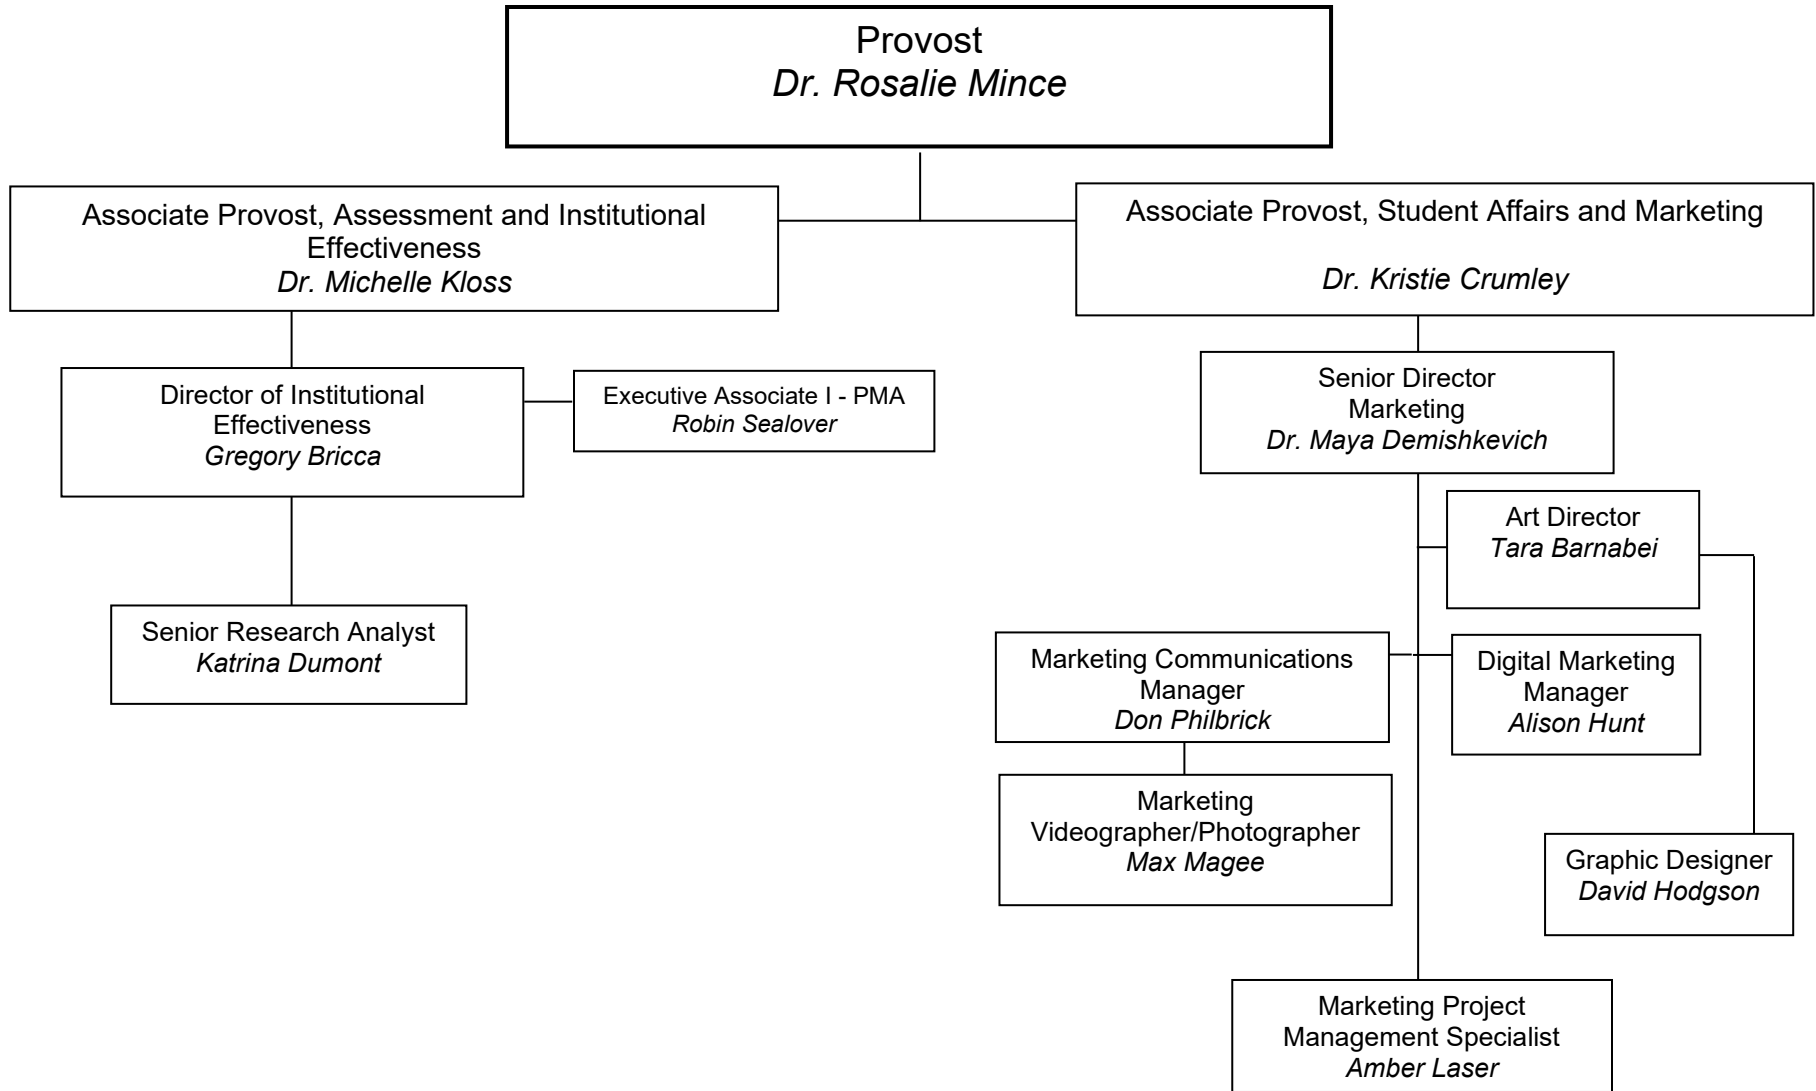 Provost
Dr. Rosalie Mince
Associate Provost, Assessment and Institutional
Effectiveness
Dr. Michelle Kloss
Associate Provost, Student Affairs and Marketing
Dr. Kristie Crumley
Director of Institutional
Effectiveness
Gregory Bricca
Executive Associate I - PMA
Robin Sealover
Senior Director
Marketing
Dr. Maya Demishkevich
Art Director
Tara Barnabei
Senior Research Analyst
Katrina Dumont
Marketing Communications
Manager
Don Philbrick
Digital Marketing
Manager
Alison Hunt
Marketing
Videographer/Photographer
Max Magee
Graphic Designer
David Hodgson
Marketing Project
Management Specialist
Amber Laser